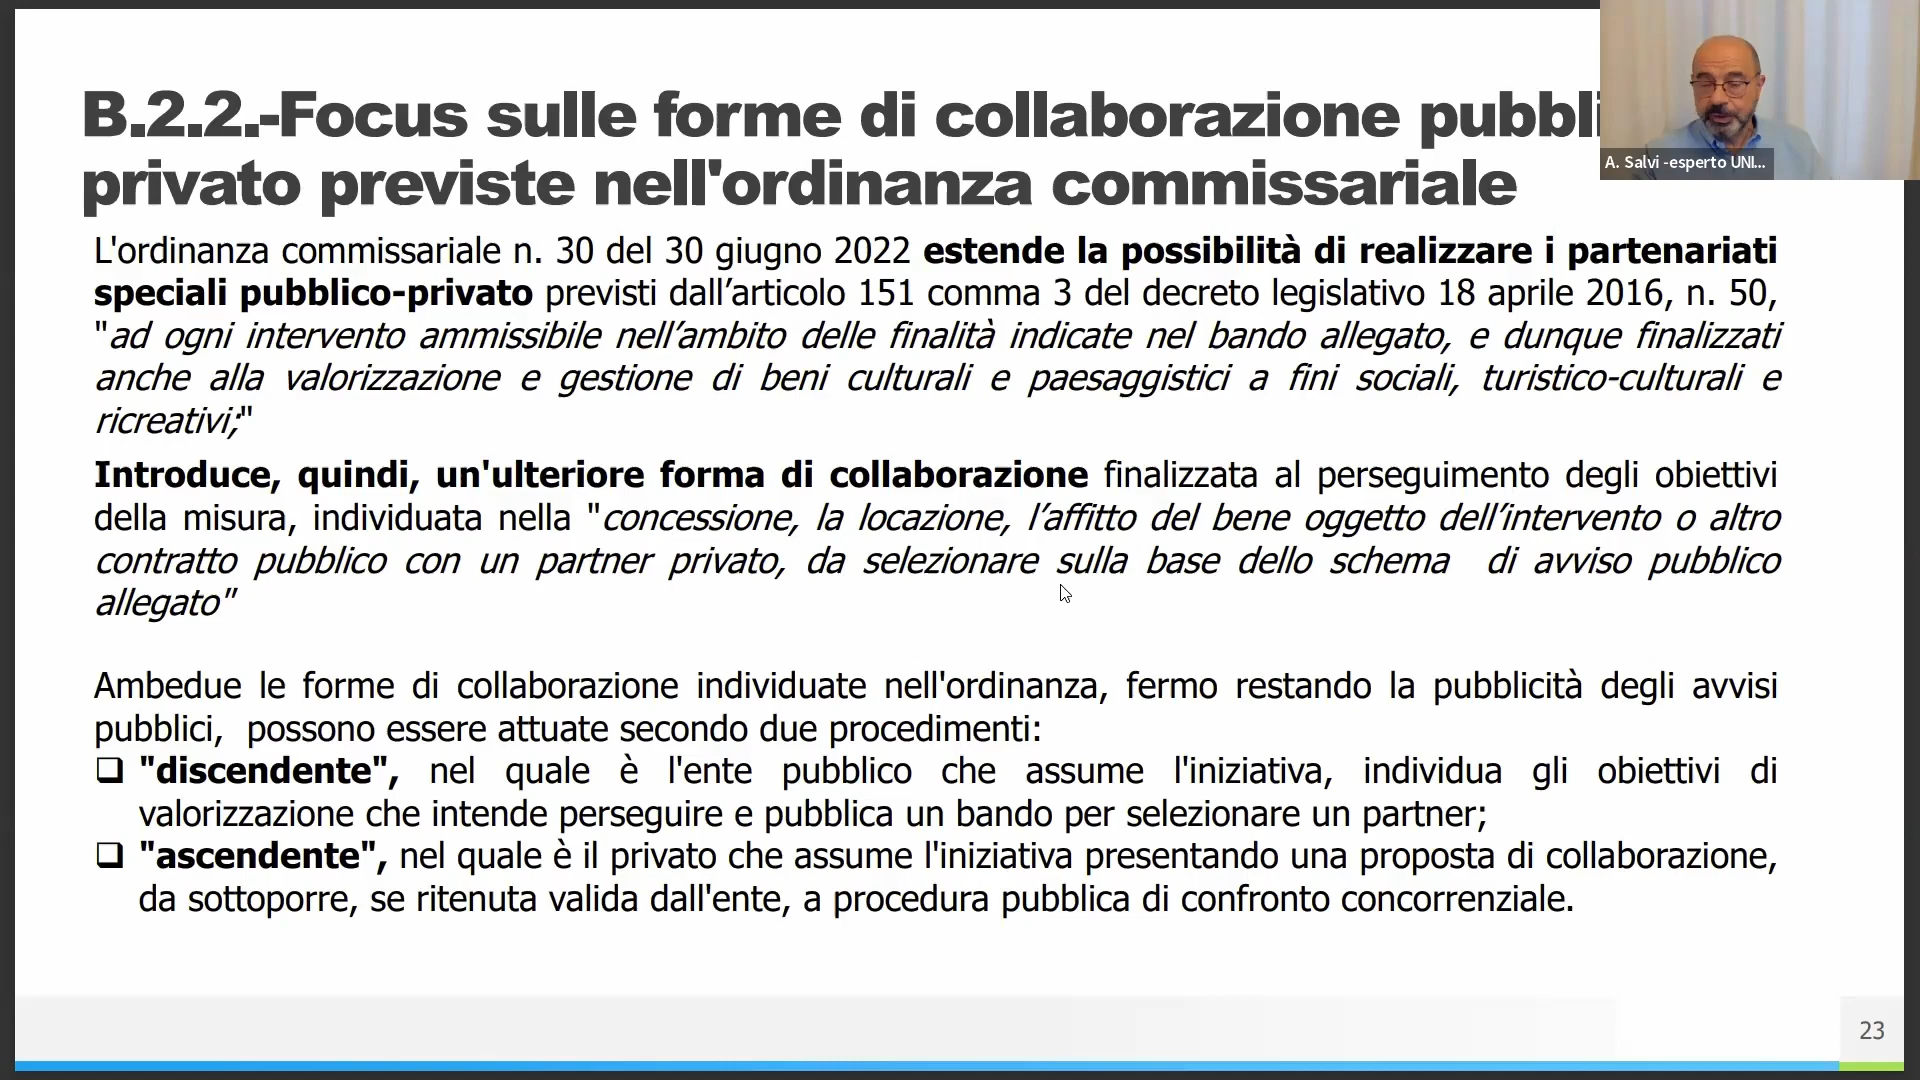 B.2.2.-Focus sulle forme di collaborazione
privato previste nell'ordinanza commissariale
A. Salvi -esperto UNI...
L'ordinanza commissariale n. 30 del 30 giugno 2022 estende la possibilità di realizzare i partenariati
speciali pubblico-privato previsti dall’articolo 151 comma 3 del decreto legislativo 18 aprile 2016, n. 50,
"ad ogni intervento ammissibile nell’ambito delle finalità indicate nel bando allegato, e dunque finalizzati
anche alla valorizzazione e gestione di beni culturali e paesaggistici a fini sociali, turistico-culturali e
ricreativi;"
Introduce, quindi, un'ulteriore forma di collaborazione finalizzata al perseguimento degli obiettivi
della misura, individuata nella "concessione, la locazione, l’affitto del bene oggetto dell’intervento o altro
contratto pubblico con un partner privato, da selezionare sulla base dello schema di avviso pubblico
allegato"
Ambedue le forme di collaborazione individuate nell'ordinanza, fermo restando la pubblicità degli avvisi
pubblici, possono essere attuate secondo due procedimenti:
❑ "discendente", nel quale è l'ente pubblico che assume l'iniziativa, individua gli obiettivi di
valorizzazione che intende perseguire e pubblica un bando per selezionare un partner;
❑ "ascendente", nel quale è il privato che assume l'iniziativa presentando una proposta di collaborazione,
da sottoporre, se ritenuta valida dall'ente, a procedura pubblica di confronto concorrenziale.
23